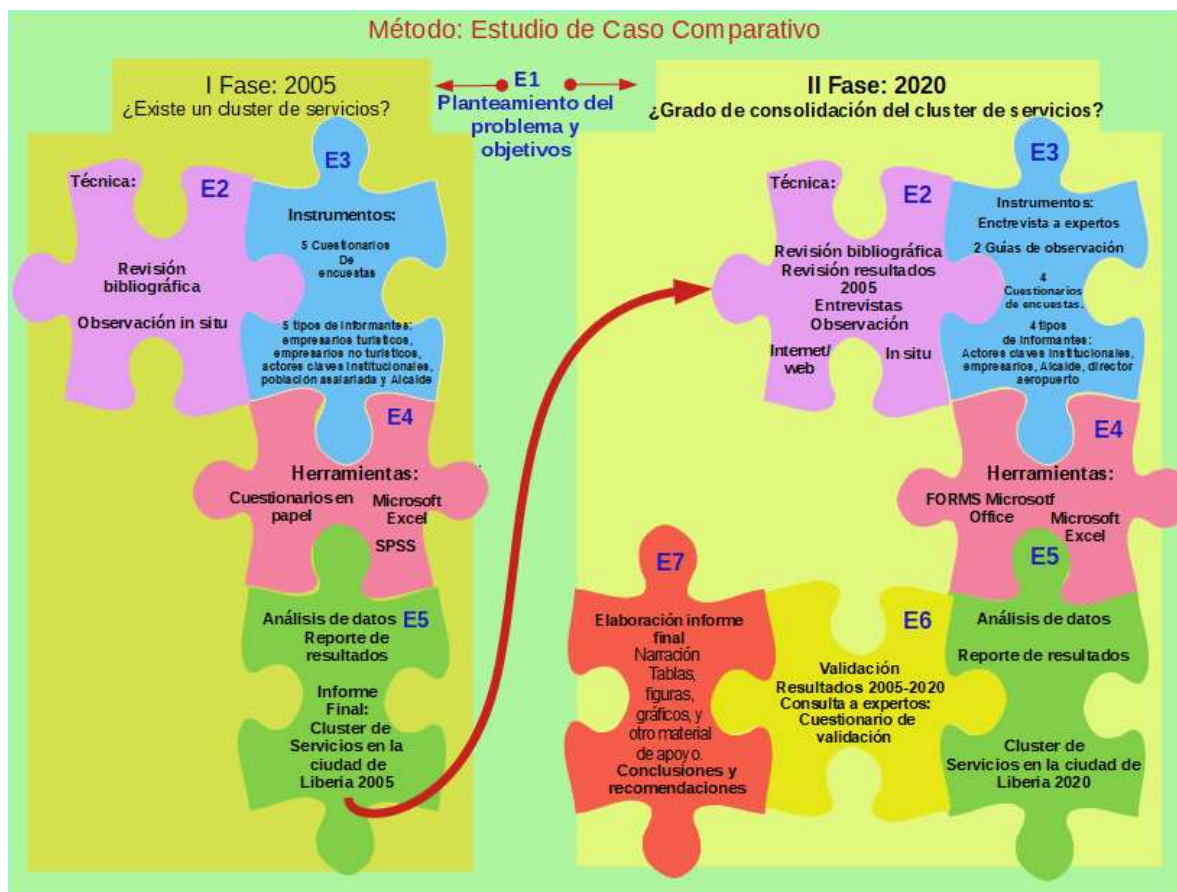 Método: Estudio de Caso Comparativo
I Fase: 2005
¿Existe un cluster de servicios?
E1
Planteamiento del
problema y
objetivos
II Fase: 2020
¿Grado de consolidación del cluster de servicios?
Técnica:
E2
Revisión
bibliográfica
Observación in situ
E3
Instrumentos:
5 Cuestionarios
De
encuestas
5 tipos de informantes:
empresarios turísticos,
empresarios no turísticos,
actores claves institucionales,
población asalariada y Alcalde
E4
Herramientas:
Cuestionarios en
papel
Microsoft
Excel
SPSS
E5
Análisis de datos
Reporte de
resultados
Informe
Final:
Cluster de
Servicios en la
ciudad de
Liberia 2005
Técnica:
E2
Revisión bibliográfica
Revisión resultados
2005
Entrevistas
Observación
Internet/
web
In situ
E3
Instrumentos:
Enctrevista a expertos
2 Guías de observación
4
Cuestionarios
de encuestas.
4 tipos
de informantes:
Actores claves institucionales,
empresarios, Alcalde, director
aeropuerto
E4
Herramientas:
FORMS Microsotf
Office
Microsoft
Excel
E5
Análisis de datos
Reporte de resultados
Cluster de
Servicios en la ciudad de
Liberia 2020
E6
Validación
Resultados 2005-2020
Consulta a expertos:
Cuestionario de
validación
E7
Elaboración informe
final
Narración
Tablas,
figuras,
gráficos, y
otro material
de apoyo.
Conclusiones y
recomendaciones